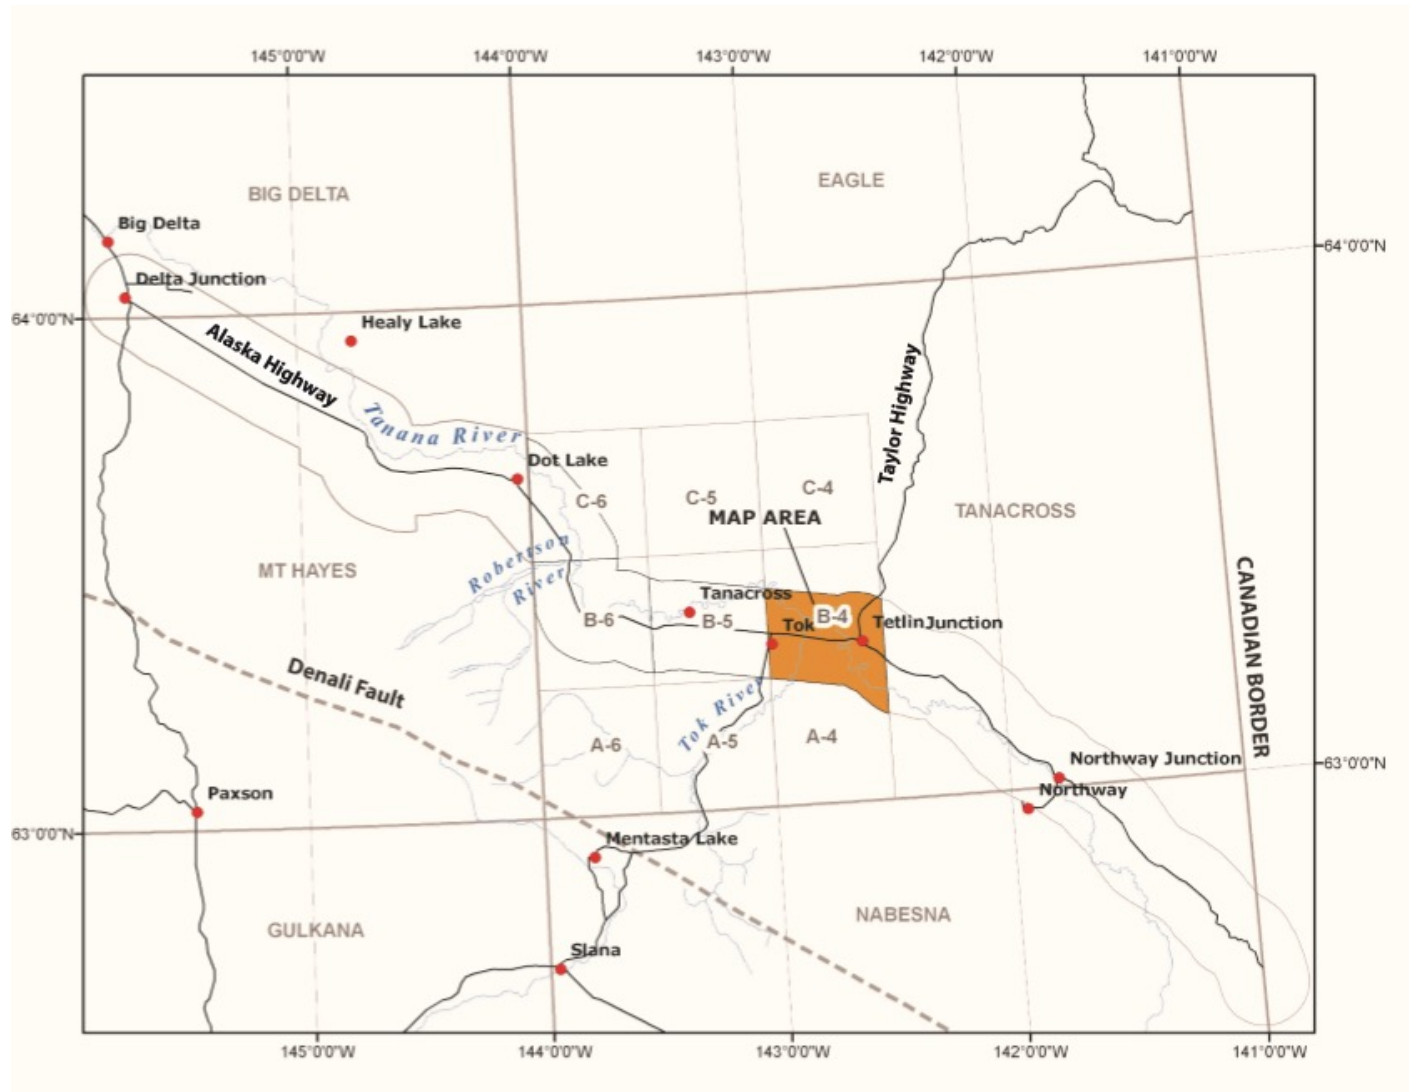 145°0'0"W
144°0'0"W
143°0'0"W
142°0'0"W
141°0'0"W
EAGLE
BIG DELTA
Big Delta
64°0'0"N
Delta Junction
64°0'0"N
Healy Lake
Alaska Highway
Taylor Highway
Tanana River
Dot Lake
C-6
C-5
C-4
MAP AREA
TANACROSS
Robertson
River
MT HAYES
CANADIAN BORDER
Tanacross
B-6
B-5
B-4
Tok
TetlinJunction
Denali Fault
Tok River
A-6
A-5
A-4
Northway Junction
63°0'0"N
Northway
Paxson
63°0'0"N
Mentasta Lake
NABESNA
GULKANA
Slana
145°0'0"W
144°0'0"W
143°0'0"W
142°0'0"W
141°0'0"W